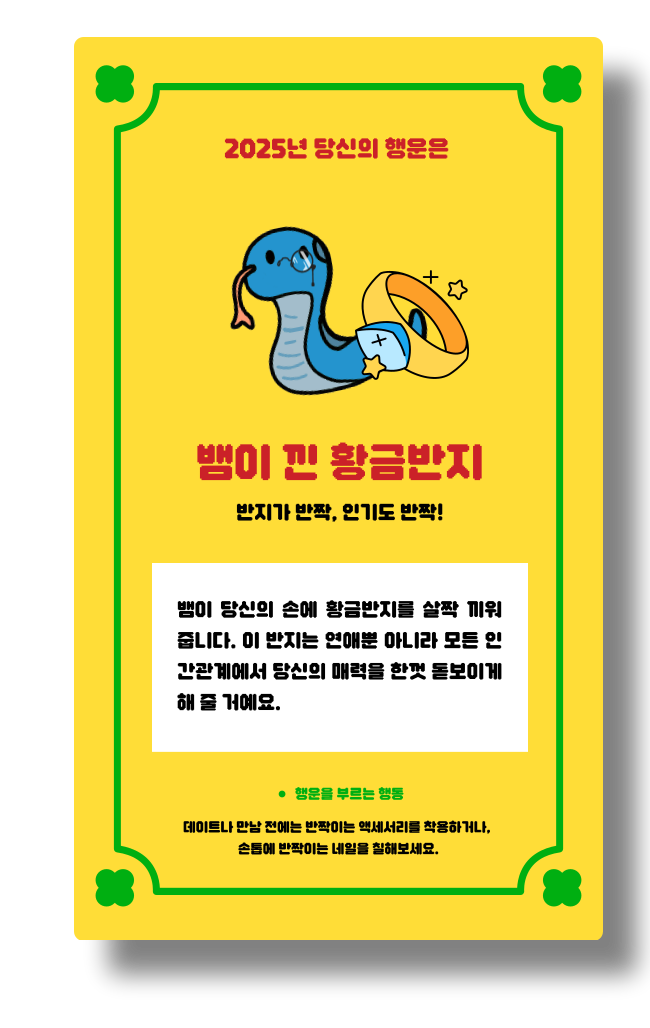 2025년 당신의 행운은
뱀이 낀 황금반지
반지가 반짝, 인기도 반짝!
뱀이 당신의 손에 황금반지를 살짝 끼워
줍니다. 이 반지는 연애뿐 아니라 모든 인
간관계에서 당신의 매력을 한껏 돋보이게
해 줄 거예요.
• 행운을 부르는 행동
데이트나 만남 전에는 반짝이는 액세서리를 착용하거나,
손톱에 반짝이는 네일을 칠해보세요.